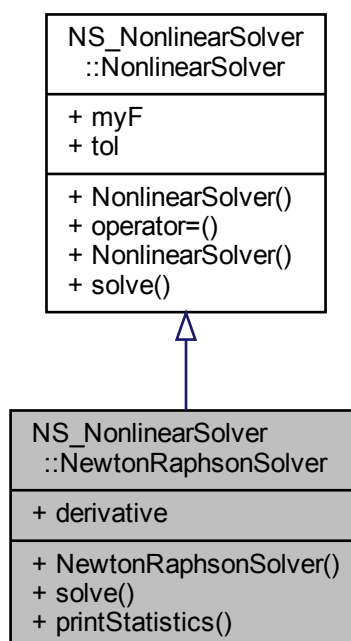 NS_NonlinearSolver
::NonlinearSolver
+ myF
+ tol
+ NonlinearSolver()
+ operator=()
+ NonlinearSolver()
+ solve()
NS_NonlinearSolver
::NewtonRaphsonSolver
+ derivative
+ NewtonRaphsonSolver()
+ solve()
+ printStatistics()